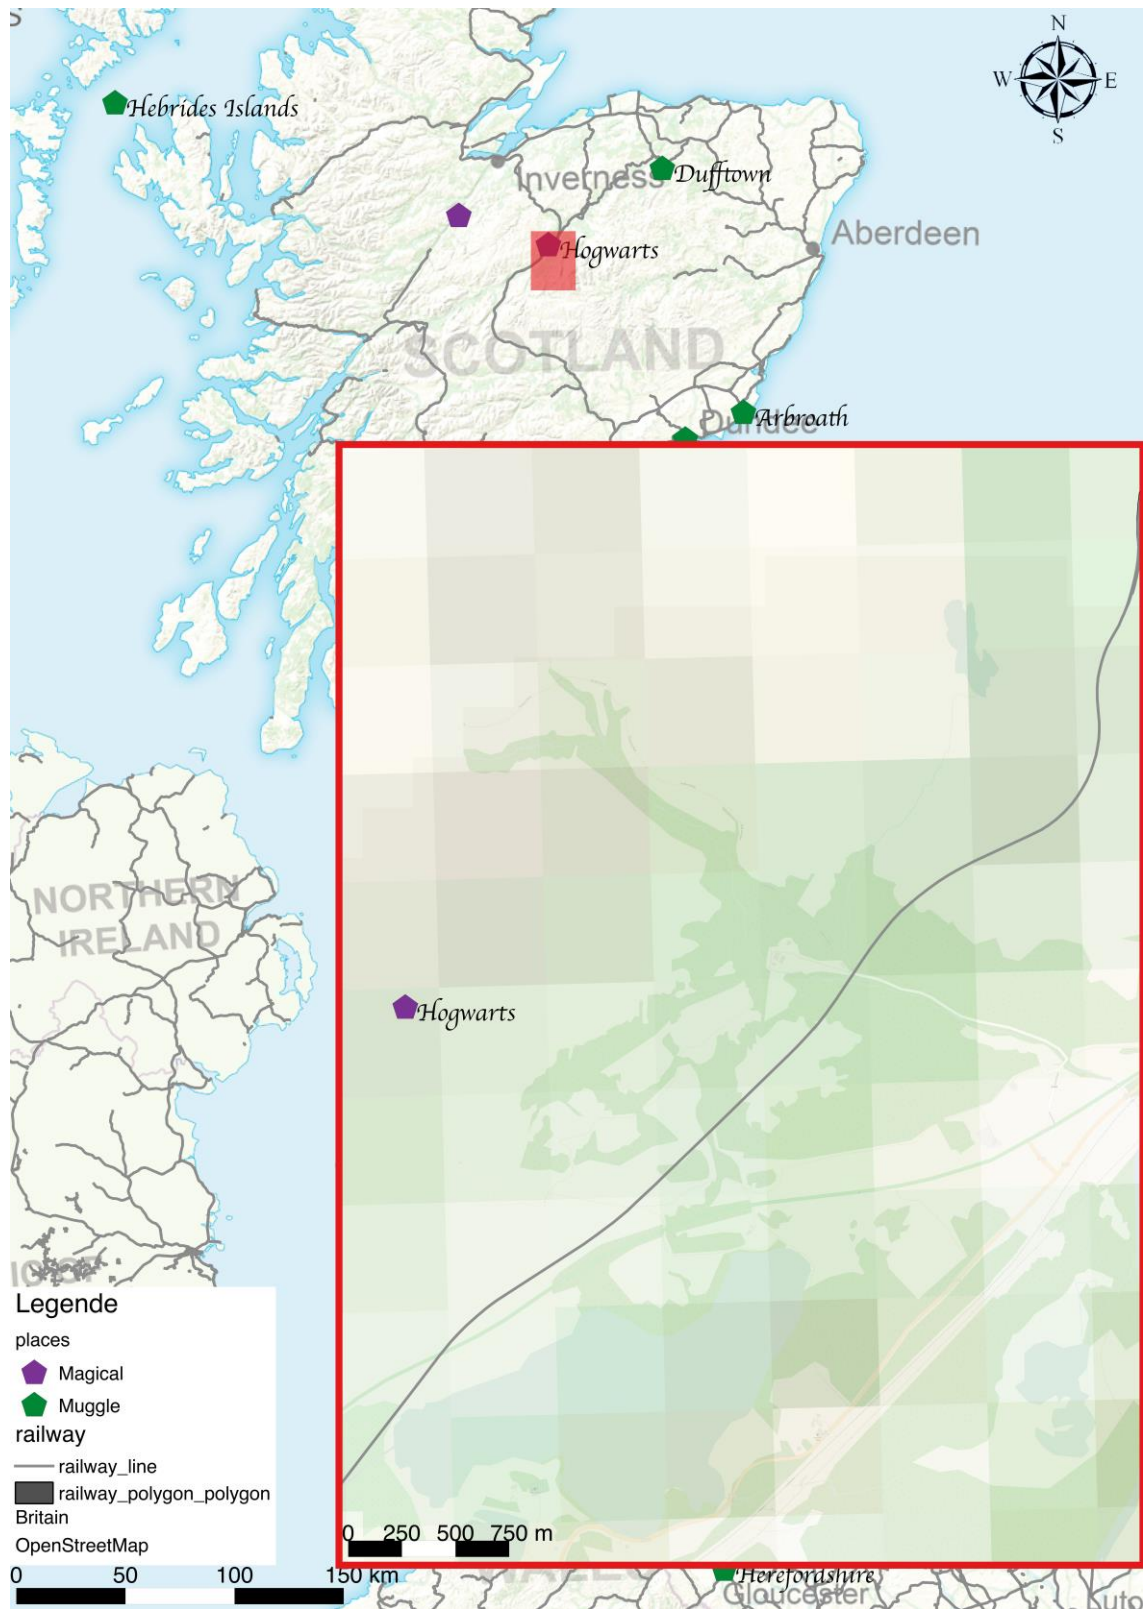 S
N
W
E
S
Hebrides Islands
Inverness
Dufftown
Aberdeen
Hogwarts
SCOTLAND
Arbroath
Dundee
NORTHERN
IRELAND
Hogwarts
Legende
places
Magical
Muggle
railway
railway_line
railway_polygon_polygon
Britain
OpenStreetMap
0 50 100 150 km
0 250 500 750 m
Herefordshire
Gloucester